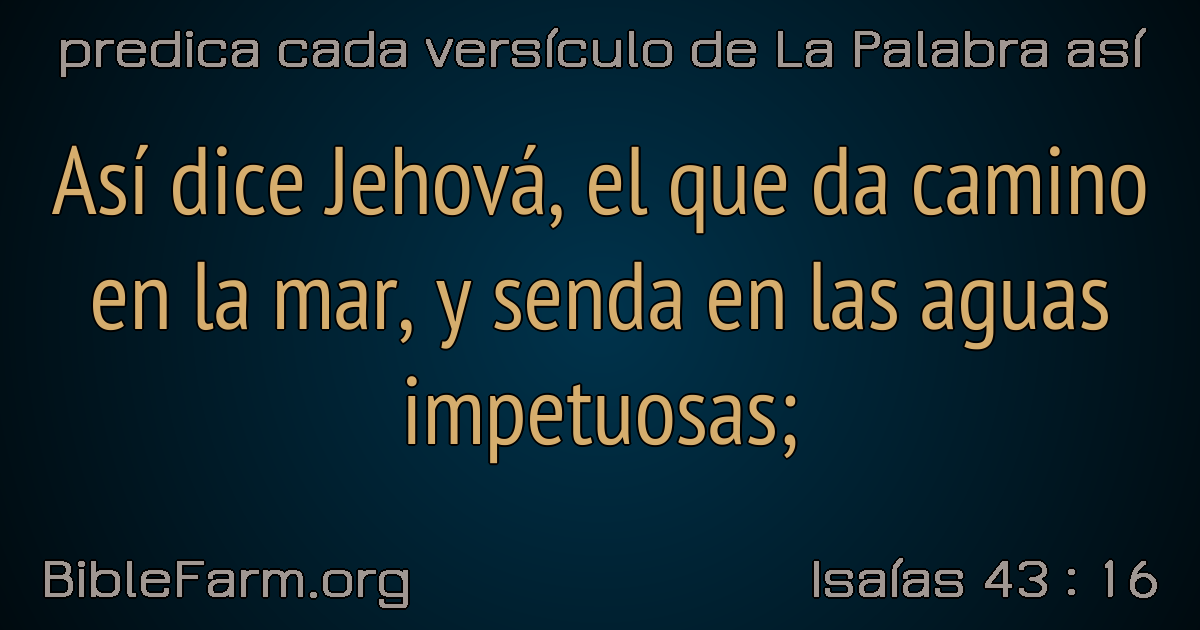 predica cada versículo de La Palabra así
Así dice Jehová, el que da camino
en la mar, y senda en las aguas
impetuosas;
BibleFarm.org
Isaías 43 : 16